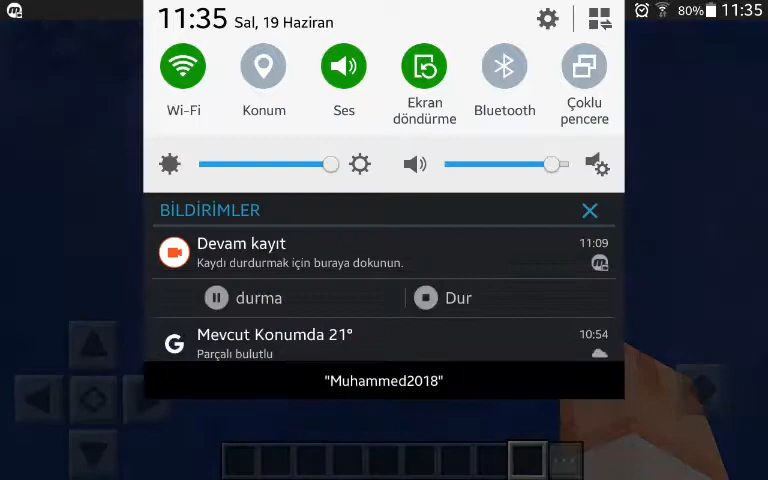 11:35 Sal, 19 Haziran
80% 11:35
Wi-Fi
Konum
Ses
Ekran döndürme
Bluetooth
Çoklu pencere
BİLDİRİMLER
Devam kayıt
11:09
Kaydı durdurmak için buraya dokunun.
durma
Dur
Mevcut Konumda 21°
10:54
Parçalı bulutlu
"Muhammed2018"